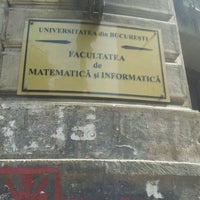 UNIVERSITATEA din BUCUREŞTI
FACULTATEA
de
MATEMATICĂ şi INFORMATICĂ